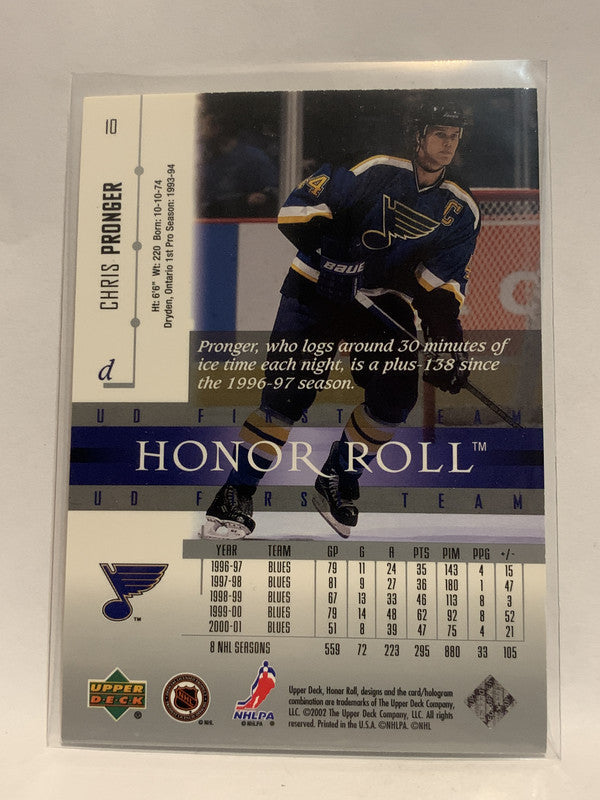 10
CHRIS PRONGER
Ht: 6'6" Wt: 220 Born: 10-10-74
Dryden, Ontario 1st Pro Season: 1993-94
d
C
BAUER
Pronger, who logs around 30 minutes of
ice time each night, is a plus-138 since
the 1996-97 season.
UD FIRST TEAM
HONOR ROLL™
UD FIRST TEAM
YEAR TEAM GP G A PTS PIM PPG +/-
1996-97 BLUES 79 11 24 35 143 4 15
1997-98 BLUES 81 9 27 36 180 1 47
1998-99 BLUES 67 13 33 46 113 8 3
1999-00 BLUES 79 14 48 62 92 8 52
2000-01 BLUES 51 8 39 47 75 4 21
8 NHL SEASONS 559 72 223 295 880 33 105
TM
UPPER
DECK
®
NHL
© NHL
NHLPA
© NHLPA
Upper Deck, Honor Roll, designs and the card/hologram
combination are trademarks of The Upper Deck Company,
LLC. ©2002 The Upper Deck Company, LLC. All rights
reserved. Printed in the U.S.A. ©NHLPA. ©NHL